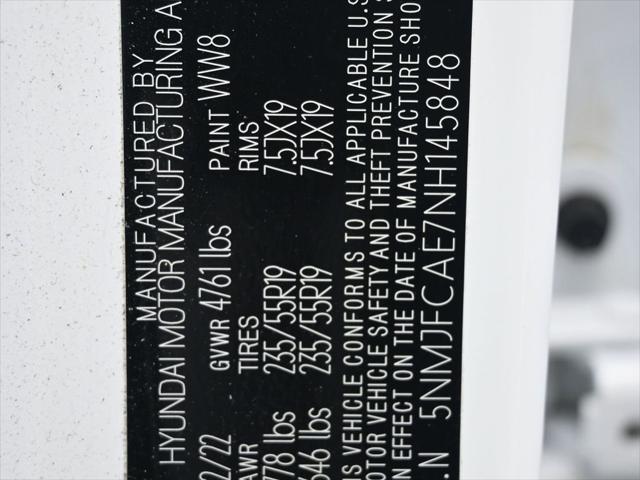 MANUFACTURED BY
HYUNDAI MOTOR MANUFACTURING A
2/22 GVWR 4761 lbs PAINT WW8
AWR TIRES RIMS
778 lbs 235/55R19 7.5JX19
646 lbs 235/55R19 7.5JX19
IS VEHICLE CONFORMS TO ALL APPLICABLE U.S
OTOR VEHICLE SAFETY AND THEFT PREVENTION S
N EFFECT ON THE DATE OF MANUFACTURE SHO
.N 5NMJFCAE7NH145848